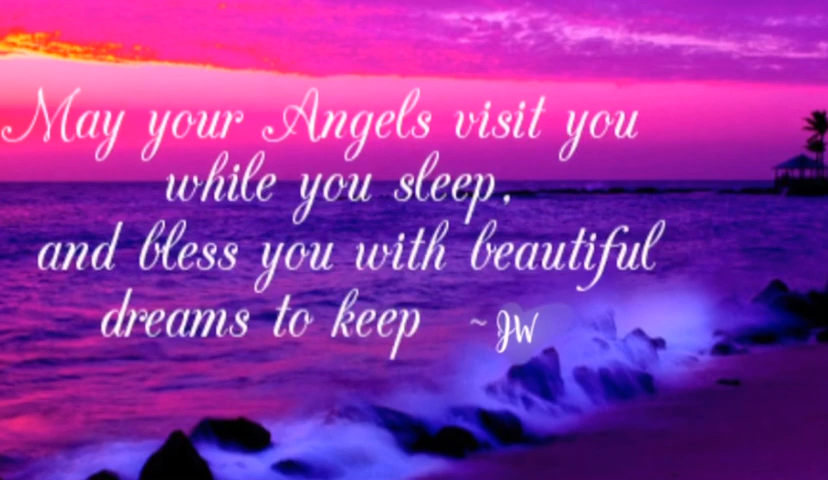 May your Angels visit you
while you sleep,
and bless you with beautiful
dreams to keep ~JW